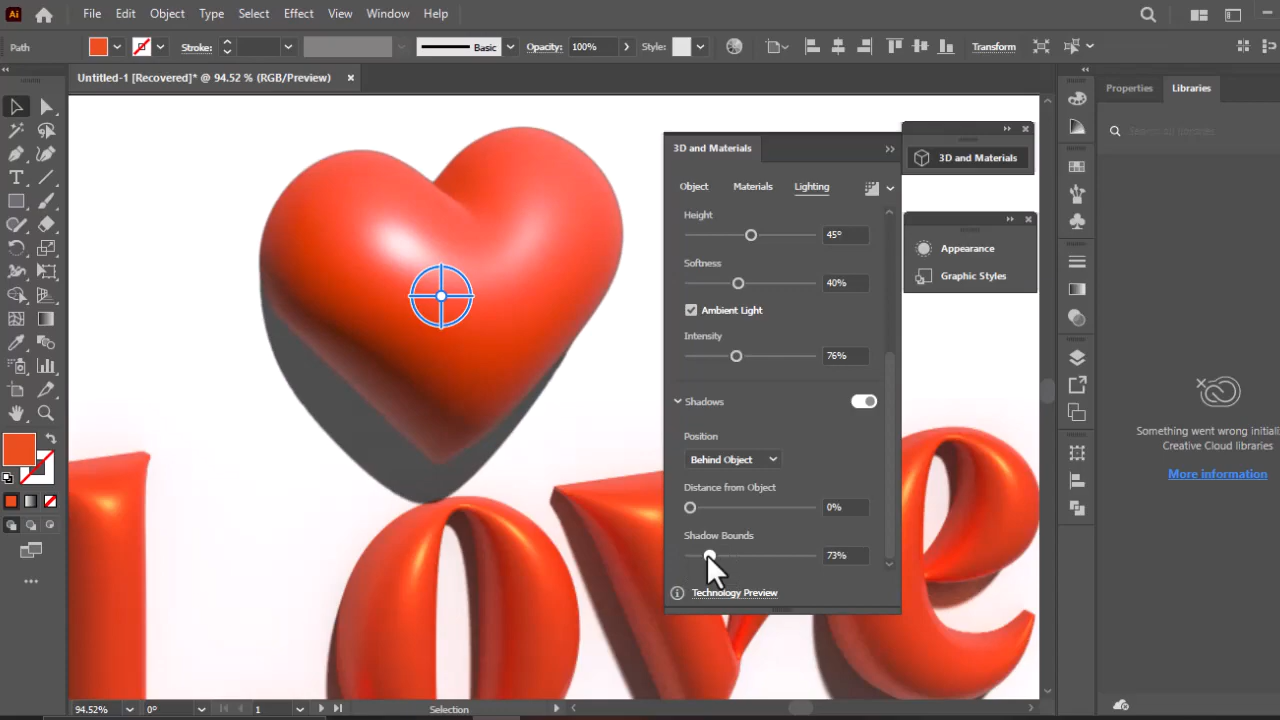 Ai File Edit Object Type Select Effect View Window Help
Path Stroke: Basic Opacity: 100% Style: Transform
Untitled-1 [Recovered]* @ 94.52 % (RGB/Preview) ×
Properties Libraries
Search all libraries
3D and Materials
3D and Materials
Object Materials Lighting
Height
45°
Softness
40%
Ambient Light
Intensity
76%
Shadows
Position
Behind Object
Distance from Object
0%
Shadow Bounds
73%
Technology Preview
Appearance
Graphic Styles
Something went wrong initiali
Creative Cloud libraries
More information
love
94.52% 0° 1 Selection